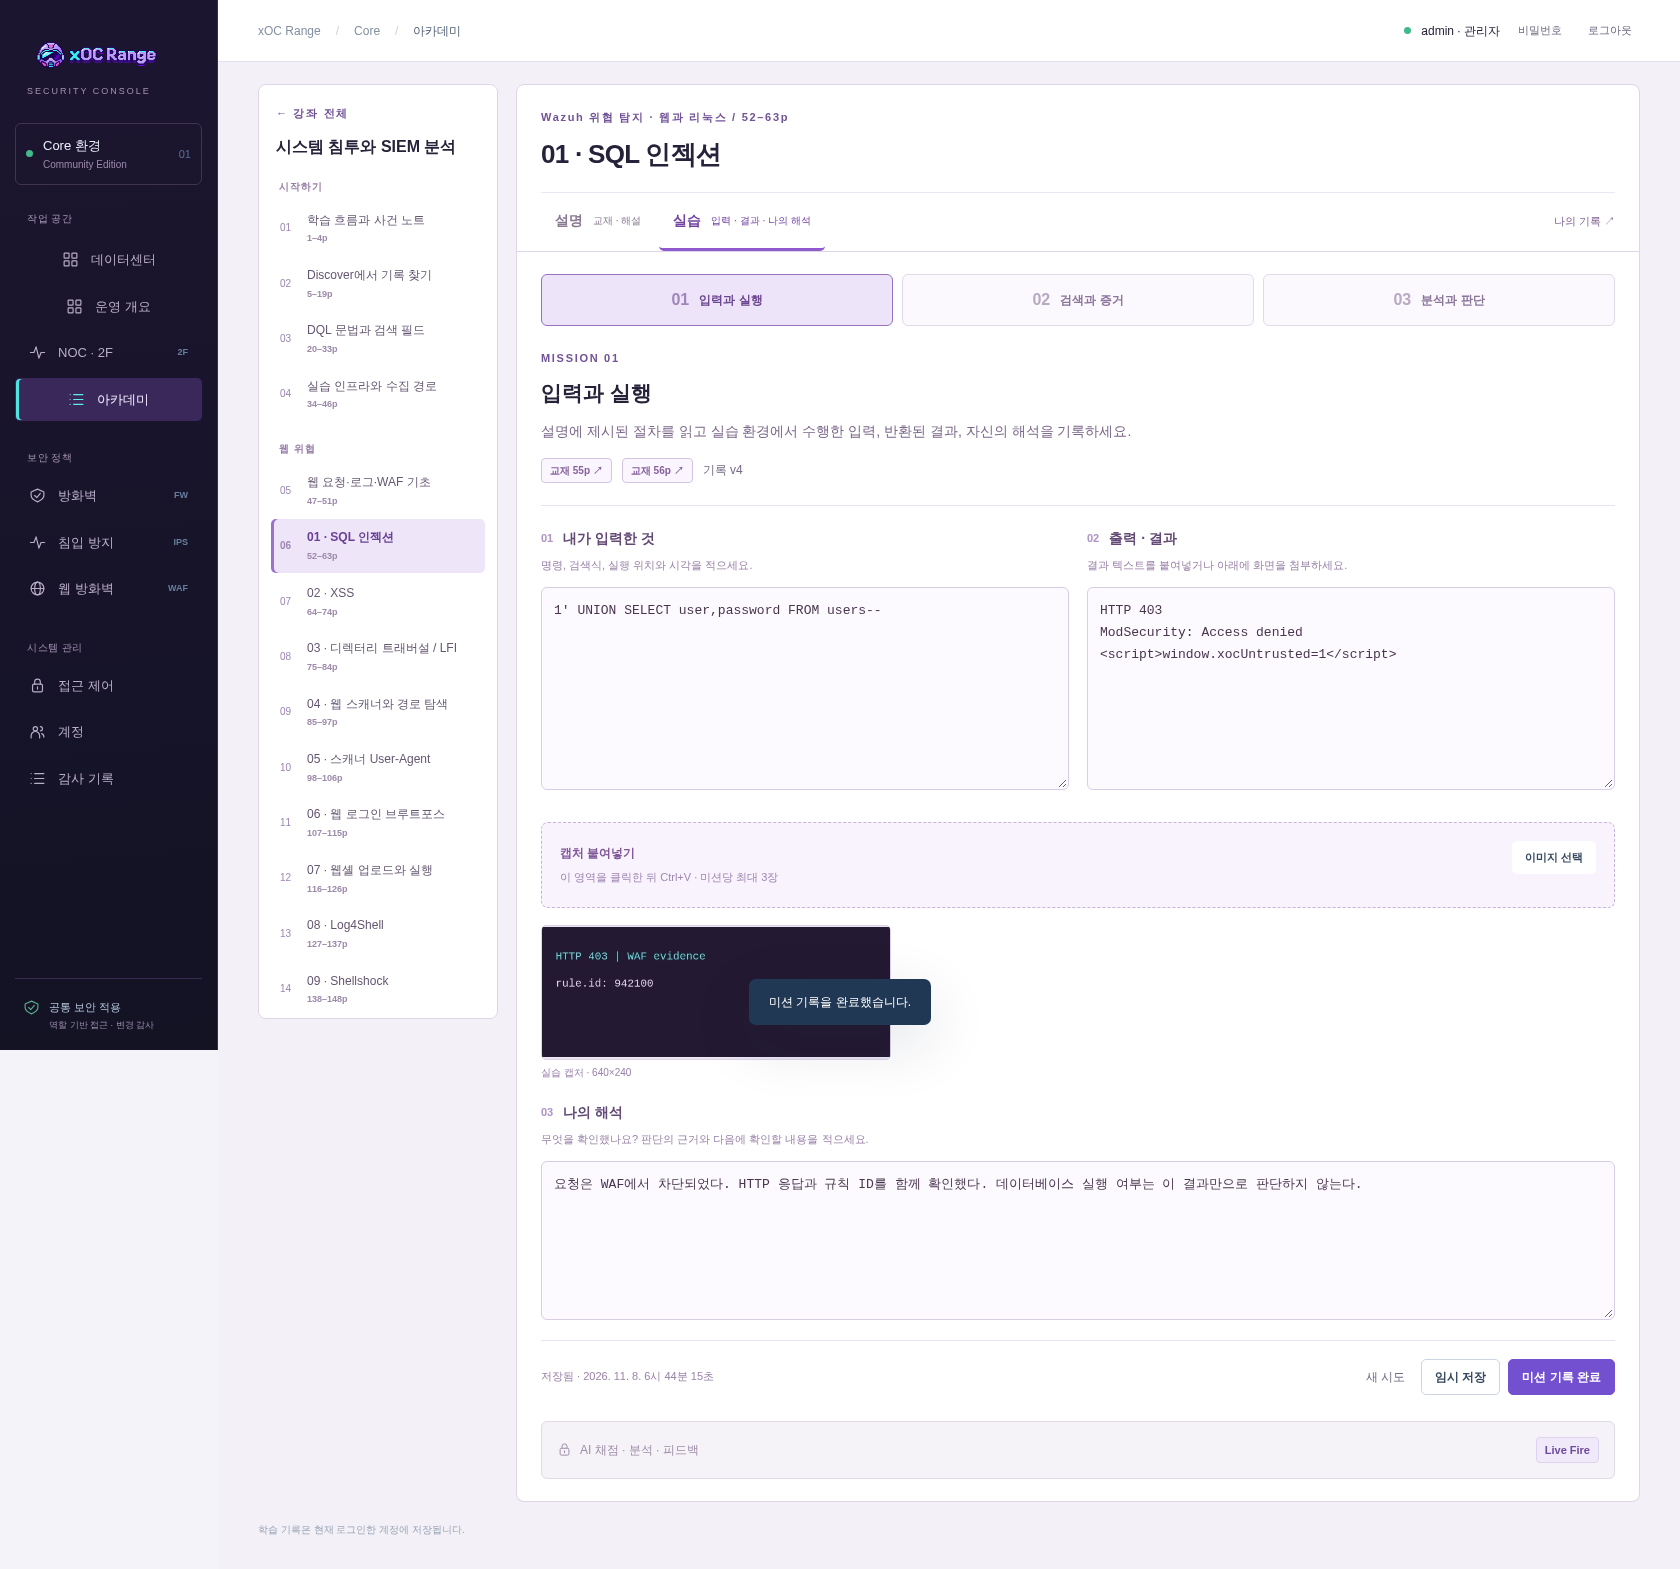 xOC Range
SECURITY CONSOLE
Core 환경
Community Edition
01
작업 공간
데이터센터
운영 개요
NOC · 2F
2F
아카데미
보안 정책
방화벽
FW
침입 방지
IPS
웹 방화벽
WAF
시스템 관리
접근 제어
계정
감사 기록
공통 보안 적용
역할 기반 접근 · 변경 감사
xOC Range / Core / 아카데미
admin · 관리자
비밀번호
로그아웃
← 강좌 전체
시스템 침투와 SIEM 분석
시작하기
01 학습 흐름과 사건 노트
1–4p
02 Discover에서 기록 찾기
5–19p
03 DQL 문법과 검색 필드
20–33p
04 실습 인프라와 수집 경로
34–46p
웹 위협
05 웹 요청·로그·WAF 기초
47–51p
06 01 · SQL 인젝션
52–63p
07 02 · XSS
64–74p
08 03 · 디렉터리 트래버설 / LFI
75–84p
09 04 · 웹 스캐너와 경로 탐색
85–97p
10 05 · 스캐너 User-Agent
98–106p
11 06 · 웹 로그인 브루트포스
107–115p
12 07 · 웹셸 업로드와 실행
116–126p
13 08 · Log4Shell
127–137p
14 09 · Shellshock
138–148p
Wazuh 위협 탐지 · 웹과 리눅스 / 52–63p
01 · SQL 인젝션
설명 교재 · 해설
실습 입력 · 결과 · 나의 해석
나의 기록 ↗
01 입력과 실행
02 검색과 증거
03 분석과 판단
MISSION 01
입력과 실행
설명에 제시된 절차를 읽고 실습 환경에서 수행한 입력, 반환된 결과, 자신의 해석을 기록하세요.
교재 55p ↗
교재 56p ↗
기록 v4
01 내가 입력한 것
명령, 검색식, 실행 위치와 시각을 적으세요.
1' UNION SELECT user,password FROM users--
02 출력 · 결과
결과 텍스트를 붙여넣거나 아래에 화면을 첨부하세요.
HTTP 403
ModSecurity: Access denied
<script>window.xocUntrusted=1</script>
캡처 붙여넣기
이 영역을 클릭한 뒤 Ctrl+V · 미션당 최대 3장
이미지 선택
HTTP 403 | WAF evidence
rule.id: 942100
미션 기록을 완료했습니다.
실습 캡처 · 640×240
03 나의 해석
무엇을 확인했나요? 판단의 근거와 다음에 확인할 내용을 적으세요.
요청은 WAF에서 차단되었다. HTTP 응답과 규칙 ID를 함께 확인했다. 데이터베이스 실행 여부는 이 결과만으로 판단하지 않는다.
저장됨 · 2026. 11. 8. 6시 44분 15초
새 시도
임시 저장
미션 기록 완료
AI 채점 · 분석 · 피드백
Live Fire
학습 기록은 현재 로그인한 계정에 저장됩니다.